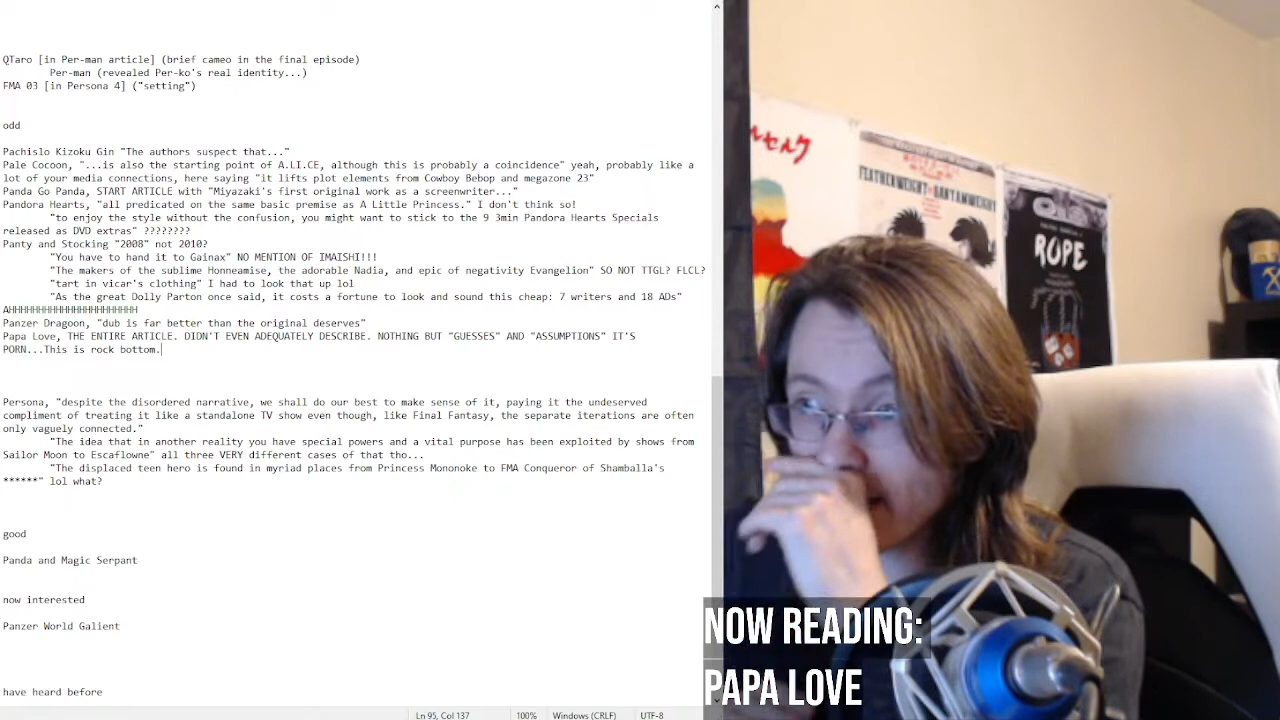 QTaro [in Per-man article] (brief cameo in the final episode)
Per-man (revealed Per-ko's real identity...)
FMA 03 [in Persona 4] ("setting")
odd
Pachislo Kizoku Gin "The authors suspect that..."
Pale Cocoon, "...is also the starting point of A.LI.CE, although this is probably a coincidence" yeah, probably like a
lot of your media connections, here saying "it lifts plot elements from Cowboy Bebop and megazone 23"
Panda Go Panda, START ARTICLE with "Miyazaki's first original work as a screenwriter..."
Pandora Hearts, "all predicated on the same basic premise as A Little Princess." I don't think so!
"to enjoy the style without the confusion, you might want to stick to the 9 3min Pandora Hearts Specials
released as DVD extras" ????????
Panty and Stocking "2008" not 2010?
"You have to hand it to Gainax" NO MENTION OF IMAISHI!!!
"The makers of the sublime Honneamise, the adorable Nadia, and epic of negativity Evangelion" SO NOT TTGL? FLCL?
"tart in vicar's clothing" I had to look that up lol
"As the great Dolly Parton once said, it costs a fortune to look and sound this cheap: 7 writers and 18 ADs"
AHHHHHHHHHHHHHHHHHHHHHHH
Panzer Dragoon, "dub is far better than the original deserves"
Papa Love, THE ENTIRE ARTICLE. DIDN'T EVEN ADEQUATELY DESCRIBE. NOTHING BUT "GUESSES" AND "ASSUMPTIONS" IT'S
PORN...This is rock bottom.
Persona, "despite the disordered narrative, we shall do our best to make sense of it, paying it the undeserved
compliment of treating it like a standalone TV show even though, like Final Fantasy, the separate iterations are often
only vaguely connected."
"The idea that in another reality you have special powers and a vital purpose has been exploited by shows from
Sailor Moon to Escaflowne" all three VERY different cases of that tho...
"The displaced teen hero is found in myriad places from Princess Mononoke to FMA Conqueror of Shamballa's
******" lol what?
good
Panda and Magic Serpant
now interested
Panzer World Galient
have heard before
Ln 95, Col 137 100% Windows (CRLF) UTF-8
ルセルク
FEATHERWEIGHT
BANTAMWEIGHT
ROPE
NOW READING:
PAPA LOVE